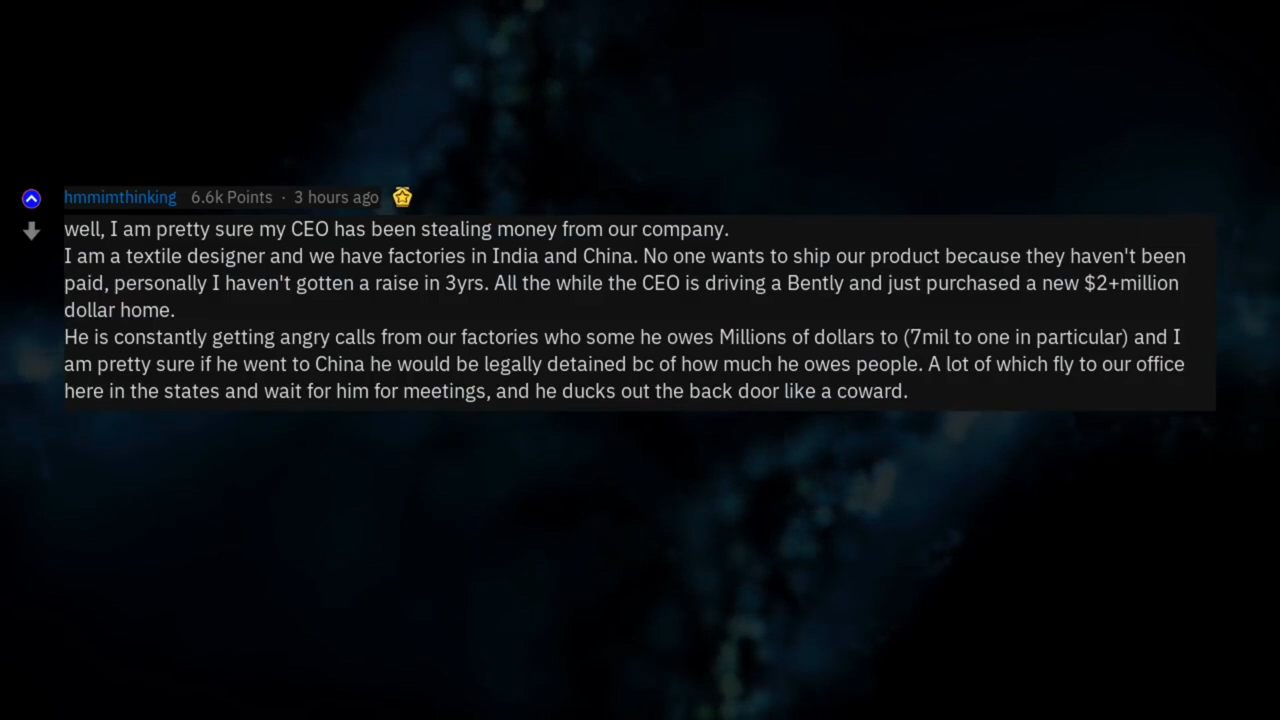 hmmimthinking 6.6k Points · 3 hours ago
well, I am pretty sure my CEO has been stealing money from our company.
I am a textile designer and we have factories in India and China. No one wants to ship our product because they haven't been
paid, personally I haven't gotten a raise in 3yrs. All the while the CEO is driving a Bently and just purchased a new $2+million
dollar home.
He is constantly getting angry calls from our factories who some he owes Millions of dollars to (7mil to one in particular) and I
am pretty sure if he went to China he would be legally detained bc of how much he owes people. A lot of which fly to our office
here in the states and wait for him for meetings, and he ducks out the back door like a coward.